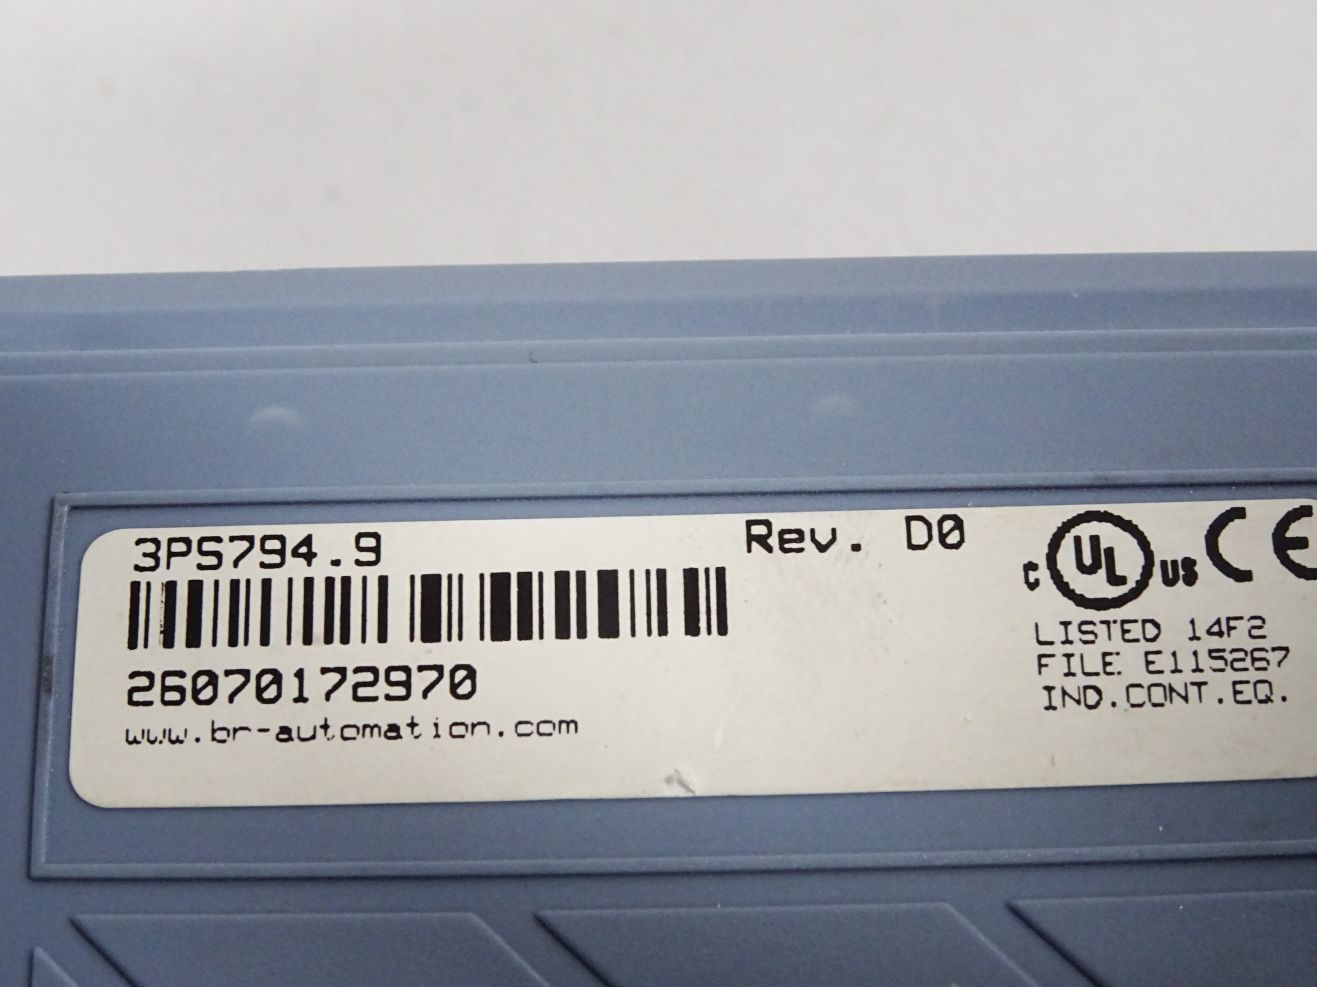 3PS794.9
Rev. D0
26070172970
www.br-automation.com
C UL US CE
LISTED 14F2
FILE E115267
IND.CONT.EQ.